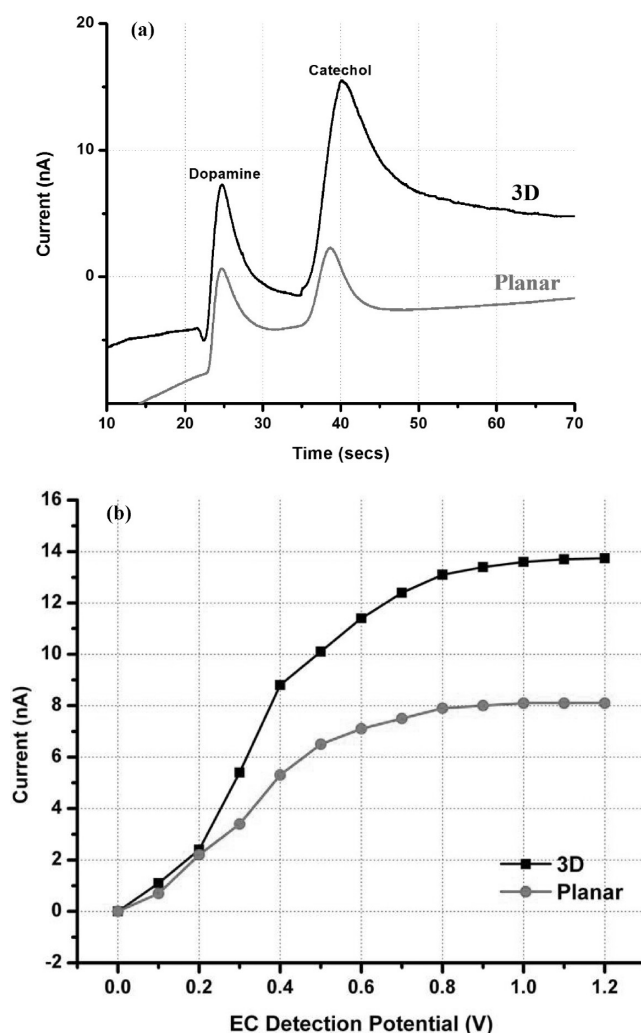 (a)
20
10
0
Current (nA)
Dopamine
Catechol
3D
Planar
10 20 30 40 50 60 70
Time (secs)
(b)
16
14
12
10
8
6
4
2
0
-2
Current (nA)
3D
Planar
0.0 0.2 0.4 0.6 0.8 1.0 1.2
EC Detection Potential (V)